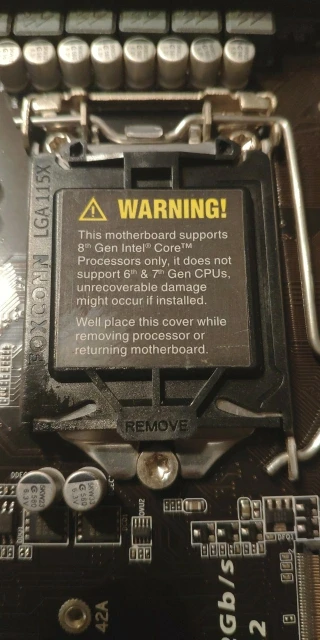 FOXCONN LGA115X
WARNING!
This motherboard supports
8th Gen Intel® Core™
Processors only, it does not
support 6th & 7th Gen CPUs,
unrecoverable damage
might occur if installed.
Well place this cover while
removing processor or
returning motherboard.
REMOVE
42A
Gb/s
2